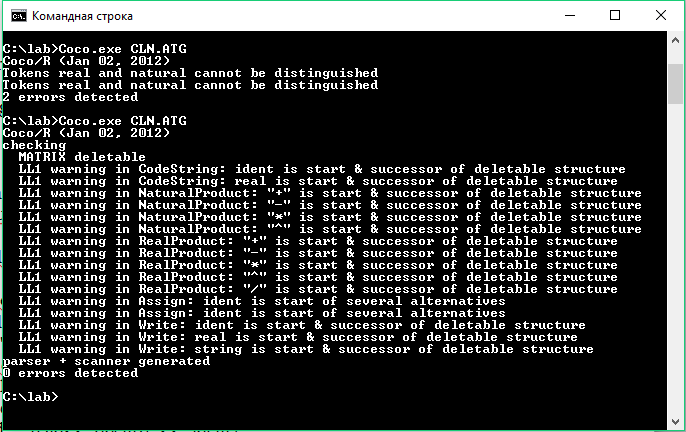 Командная строка
C:\lab>Coco.exe CLN.ATG
Coco/R (Jan 02, 2012)
Tokens real and natural cannot be distinguished
Tokens real and natural cannot be distinguished
2 errors detected
C:\lab>Coco.exe CLN.ATG
Coco/R (Jan 02, 2012)
checking
MATRIX deletable
LL1 warning in CodeString: ident is start & successor of deletable structure
LL1 warning in CodeString: real is start & successor of deletable structure
LL1 warning in NaturalProduct: "+" is start & successor of deletable structure
LL1 warning in NaturalProduct: "-" is start & successor of deletable structure
LL1 warning in NaturalProduct: "*" is start & successor of deletable structure
LL1 warning in NaturalProduct: "^" is start & successor of deletable structure
LL1 warning in RealProduct: "+" is start & successor of deletable structure
LL1 warning in RealProduct: "-" is start & successor of deletable structure
LL1 warning in RealProduct: "*" is start & successor of deletable structure
LL1 warning in RealProduct: "^" is start & successor of deletable structure
LL1 warning in RealProduct: "/" is start & successor of deletable structure
LL1 warning in Assign: ident is start of several alternatives
LL1 warning in Assign: ident is start of several alternatives
LL1 warning in Write: ident is start & successor of deletable structure
LL1 warning in Write: real is start & successor of deletable structure
LL1 warning in Write: string is start & successor of deletable structure
parser + scanner generated
0 errors detected
C:\lab>